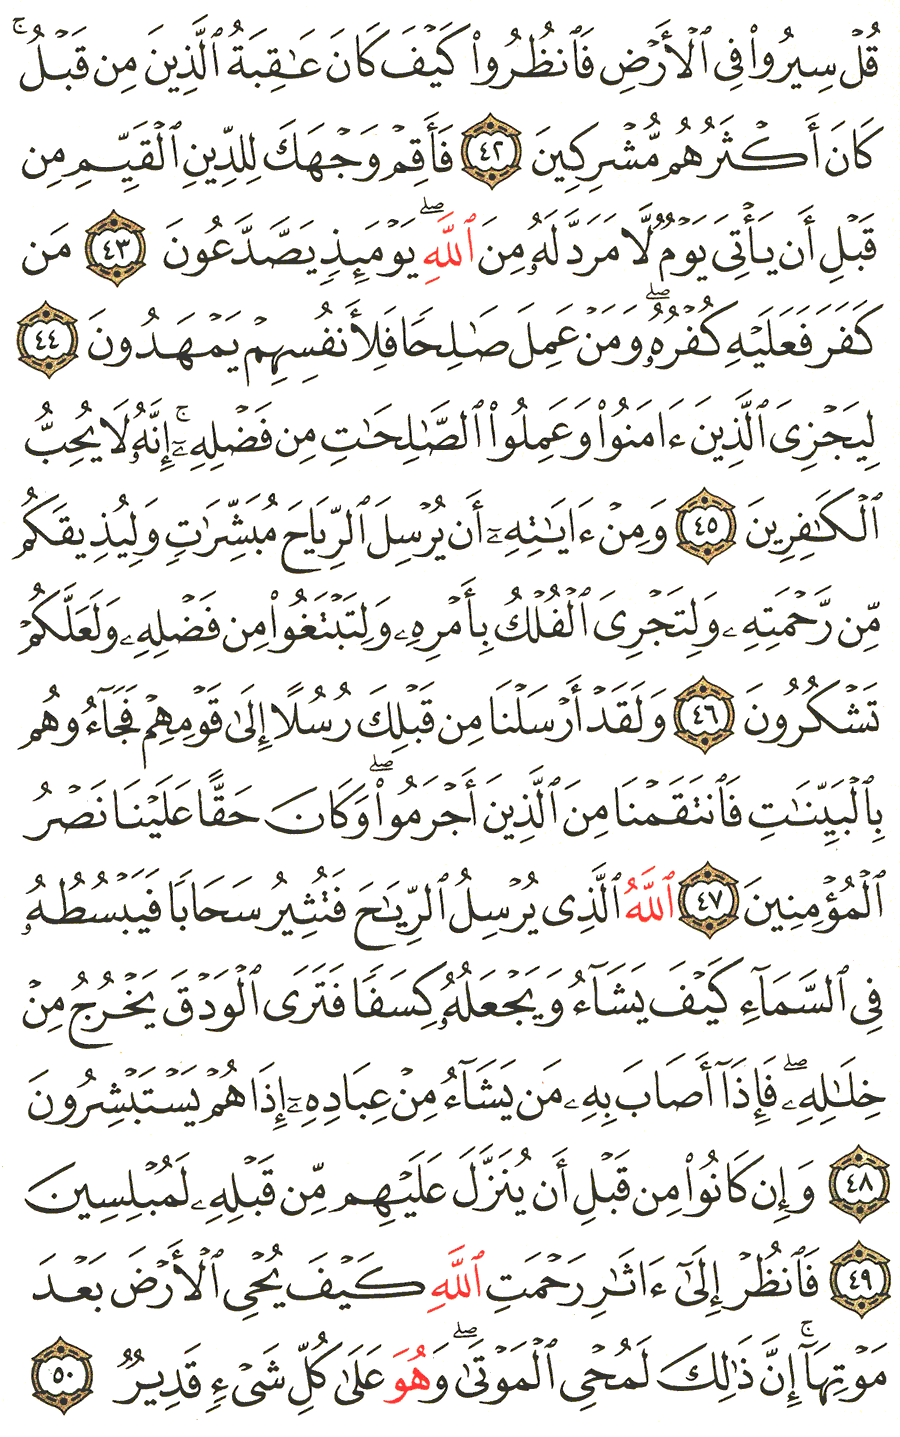 قُلْ سِيرُوا۟ فِى ٱلْأَرْضِ فَٱنظُرُوا۟ كَيْفَ كَانَ عَـٰقِبَةُ ٱلَّذِينَ مِن قَبْلُ ۚ
كَانَ أَكْثَرُهُم مُّشْرِكِينَ ٤٢ فَأَقِمْ وَجْهَكَ لِلدِّينِ ٱلْقَيِّمِ مِن
قَبْلِ أَن يَأْتِىَ يَوْمٌ لَّا مَرَدَّ لَهُۥ مِنَ ٱللَّهِ ۖ يَوْمَئِذٍ يَصَّدَّعُونَ ٤٣ مَن
كَفَرَ فَعَلَيْهِ كُفْرُهُۥ ۖ وَمَنْ عَمِلَ صَـٰلِحًا فَلِأَنفُسِهِمْ يَمْهَدُونَ ٤٤
لِيَجْزِىَ ٱلَّذِينَ ءَامَنُوا۟ وَعَمِلُوا۟ ٱلصَّـٰلِحَـٰتِ مِن فَضْلِهِۦٓ ۚ إِنَّهُۥ لَا يُحِبُّ
ٱلْكَـٰفِرِينَ ٤٥ وَمِنْ ءَايَـٰتِهِۦٓ أَن يُرْسِلَ ٱلرِّيَاحَ مُبَشِّرَٰتٍ وَلِيُذِيقَكُم
مِّن رَّحْمَتِهِۦ وَلِتَجْرِىَ ٱلْفُلْكُ بِأَمْرِهِۦ وَلِتَبْتَغُوا۟ مِن فَضْلِهِۦ وَلَعَلَّكُمْ
تَشْكُرُونَ ٤٦ وَلَقَدْ أَرْسَلْنَا مِن قَبْلِكَ رُسُلًا إِلَىٰ قَوْمِهِمْ فَجَآءُوهُم
بِٱلْبَيِّنَـٰتِ فَٱنتَقَمْنَا مِنَ ٱلَّذِينَ أَجْرَمُوا۟ ۖ وَكَانَ حَقًّا عَلَيْنَا نَصْرُ
ٱلْمُؤْمِنِينَ ٤٧ ٱللَّهُ ٱلَّذِى يُرْسِلُ ٱلرِّيَـٰحَ فَتُثِيرُ سَحَابًا فَيَبْسُطُهُۥ
فِى ٱلسَّمَآءِ كَيْفَ يَشَآءُ وَيَجْعَلُهُۥ كِسَفًا فَتَرَى ٱلْوَدْقَ يَخْرُجُ مِنْ
خِلَـٰلِهِۦ ۖ فَإِذَآ أَصَابَ بِهِۦ مَن يَشَآءُ مِنْ عِبَادِهِۦٓ إِذَا هُمْ يَسْتَبْشِرُونَ
٤٨ وَإِن كَانُوا۟ مِن قَبْلِ أَن يُنَزَّلَ عَلَيْهِم مِّن قَبْلِهِۦ لَمُبْلِسِينَ
٤٩ فَٱنظُرْ إِلَىٰٓ ءَاثَـٰرِ رَحْمَتِ ٱللَّهِ كَيْفَ يُحْىِ ٱلْأَرْضَ بَعْدَ
مَوْتِهَآ ۚ إِنَّ ذَٰلِكَ لَمُحْىِ ٱلْمَوْتَىٰ ۖ وَهُوَ عَلَىٰ كُلِّ شَىْءٍ قَدِيرٌ ٥٠